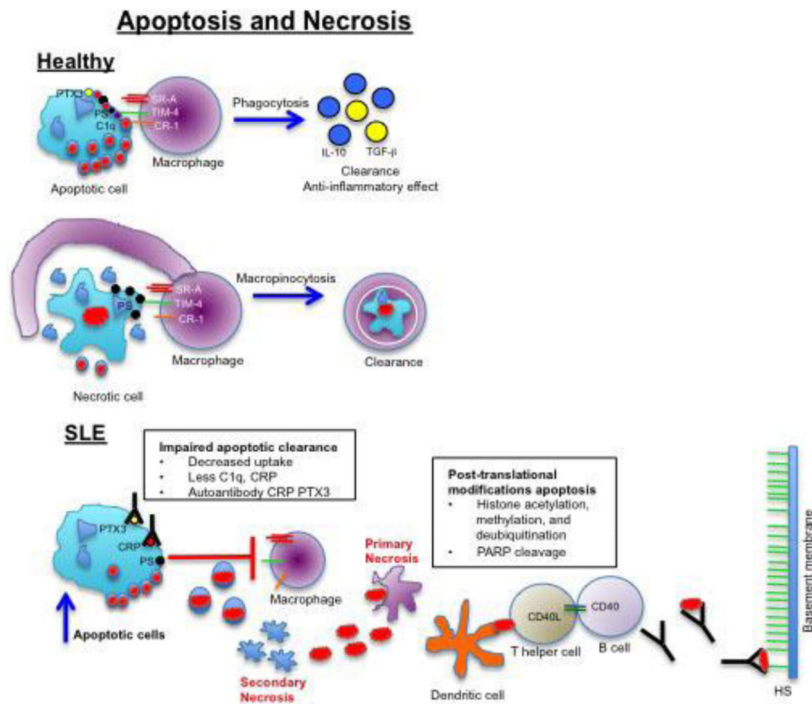 Apoptosis and Necrosis
Healthy
PTX3
PS
C1q
SR-A
TIM-4
CR-1
Macrophage
Apoptotic cell
Phagocytosis
IL-10
TGF-β
Clearance
Anti-inflammatory effect
PS
SR-A
TIM-4
CR-1
Macrophage
Necrotic cell
Macropinocytosis
Clearance
SLE
Impaired apoptotic clearance
• Decreased uptake
• Less C1q, CRP
• Autoantibody CRP PTX3
Post-translational
modifications apoptosis
• Histone acetylation,
methylation, and
deubiquitination
• PARP cleavage
PTX3
CRP
PS
Apoptotic cells
Macrophage
Primary
Necrosis
Secondary
Necrosis
Dendritic cell
CD40L
T helper cell
CD40
B cell
HS
Basement membrane